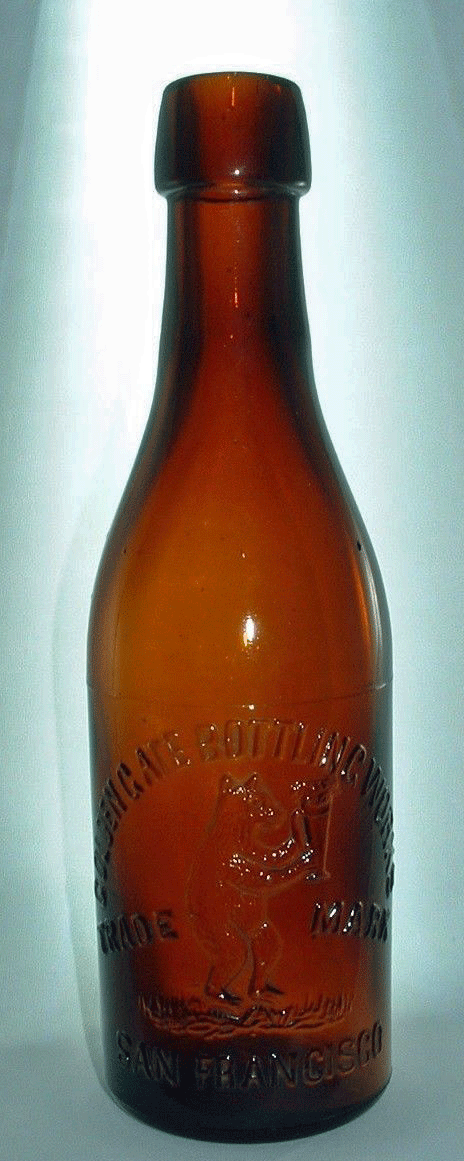 GOLDEN GATE BOTTLING WORKS
TRADE MARK
SAN FRANCISCO